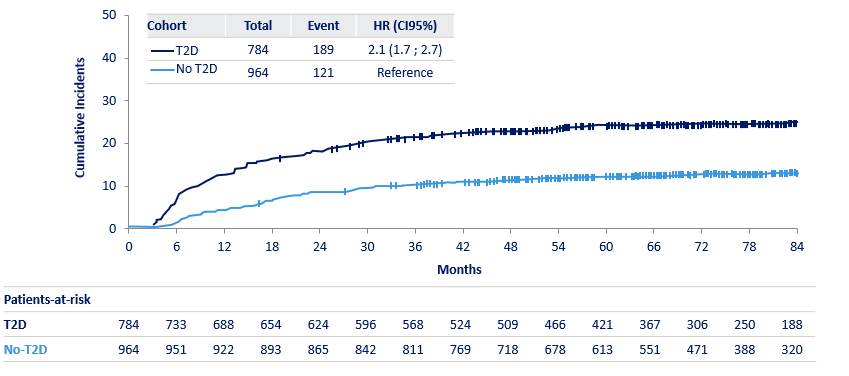 50
40
30
20
10
0
Cumulative Incidents
Cohort Total Event HR (CI95%)
T2D 784 189 2.1 (1.7 ; 2.7)
No T2D 964 121 Reference
0 6 12 18 24 30 36 42 48 54 60 66 72 78 84
Months
Patients-at-risk
T2D 784 733 688 654 624 596 568 524 509 466 421 367 306 250 188
No-T2D 964 951 922 893 865 842 811 769 718 678 613 551 471 388 320